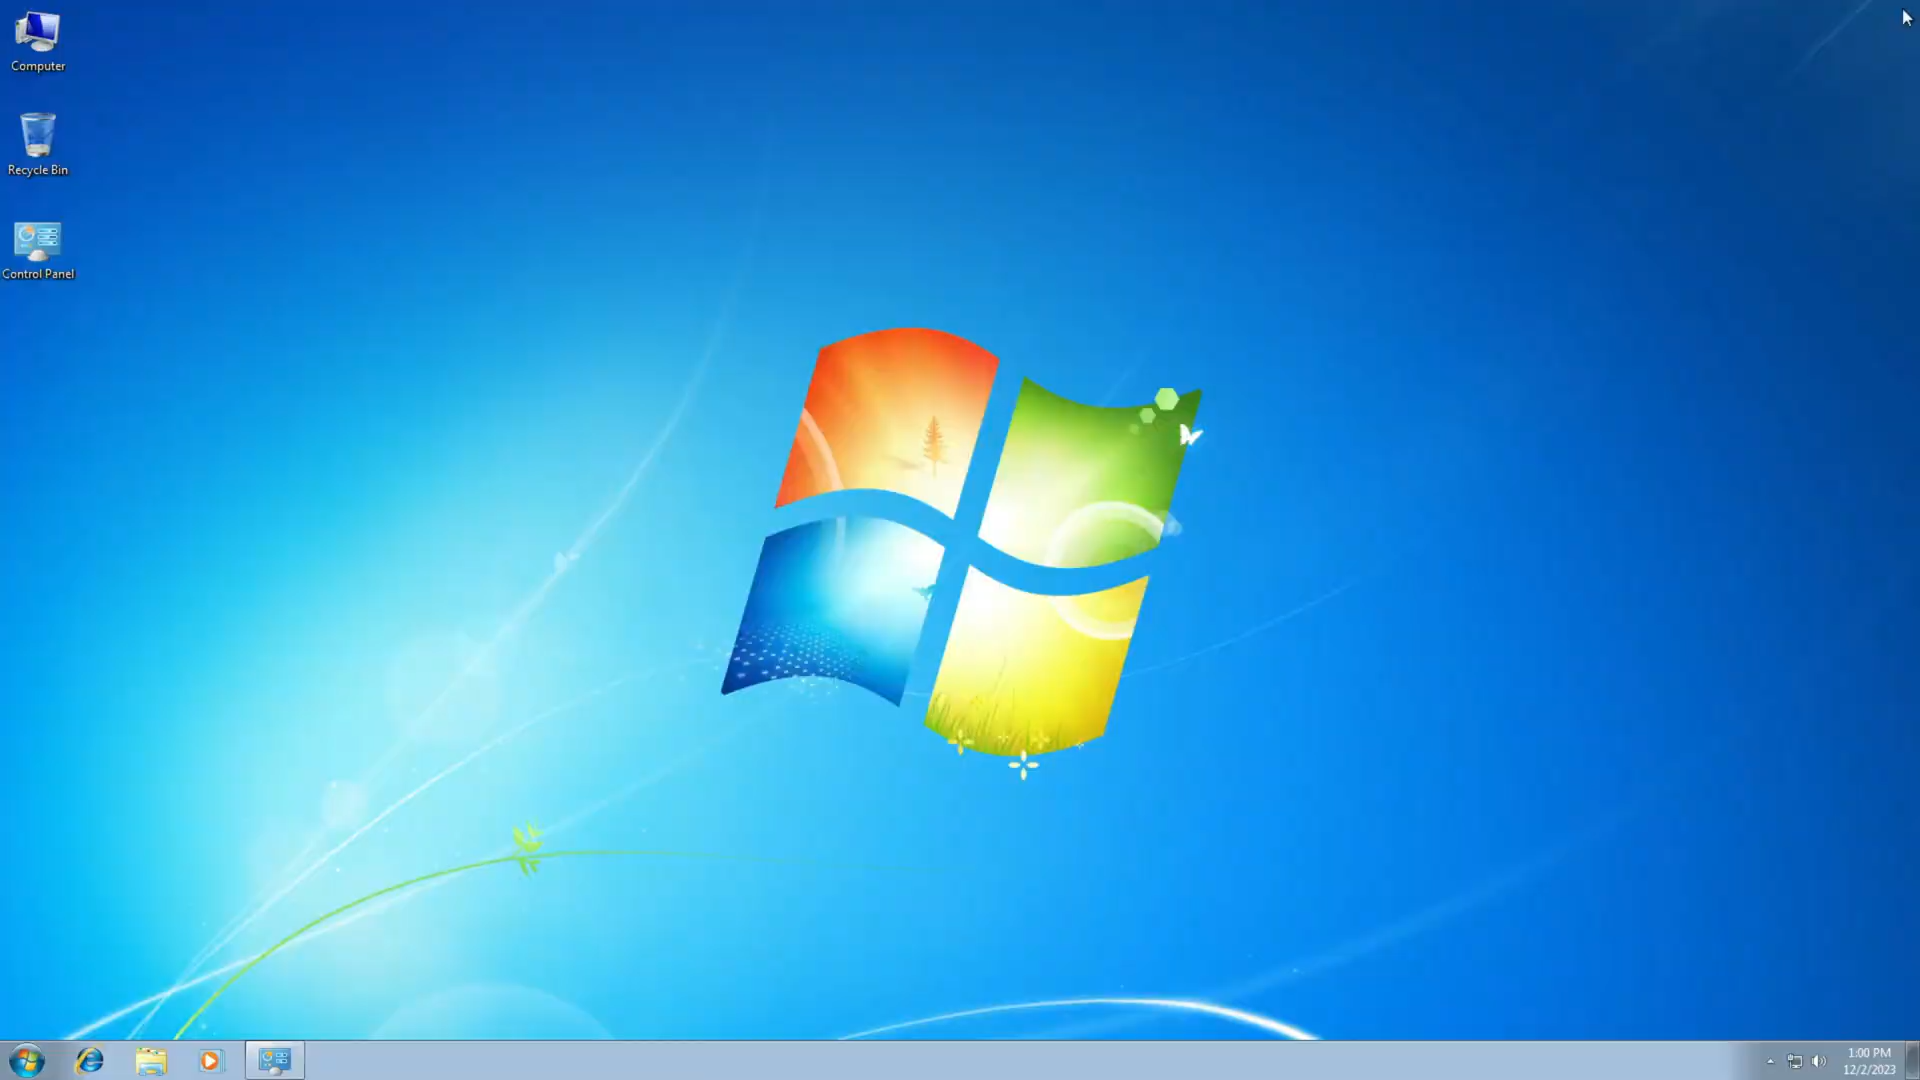 Computer
Recycle Bin
Control Panel
1:00 PM
12/2/2023